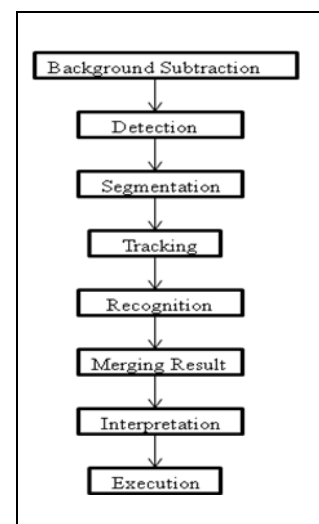 Background Subtraction
Detection
Segmentation
Tracking
Recognition
Merging Result
Interpretation
Execution